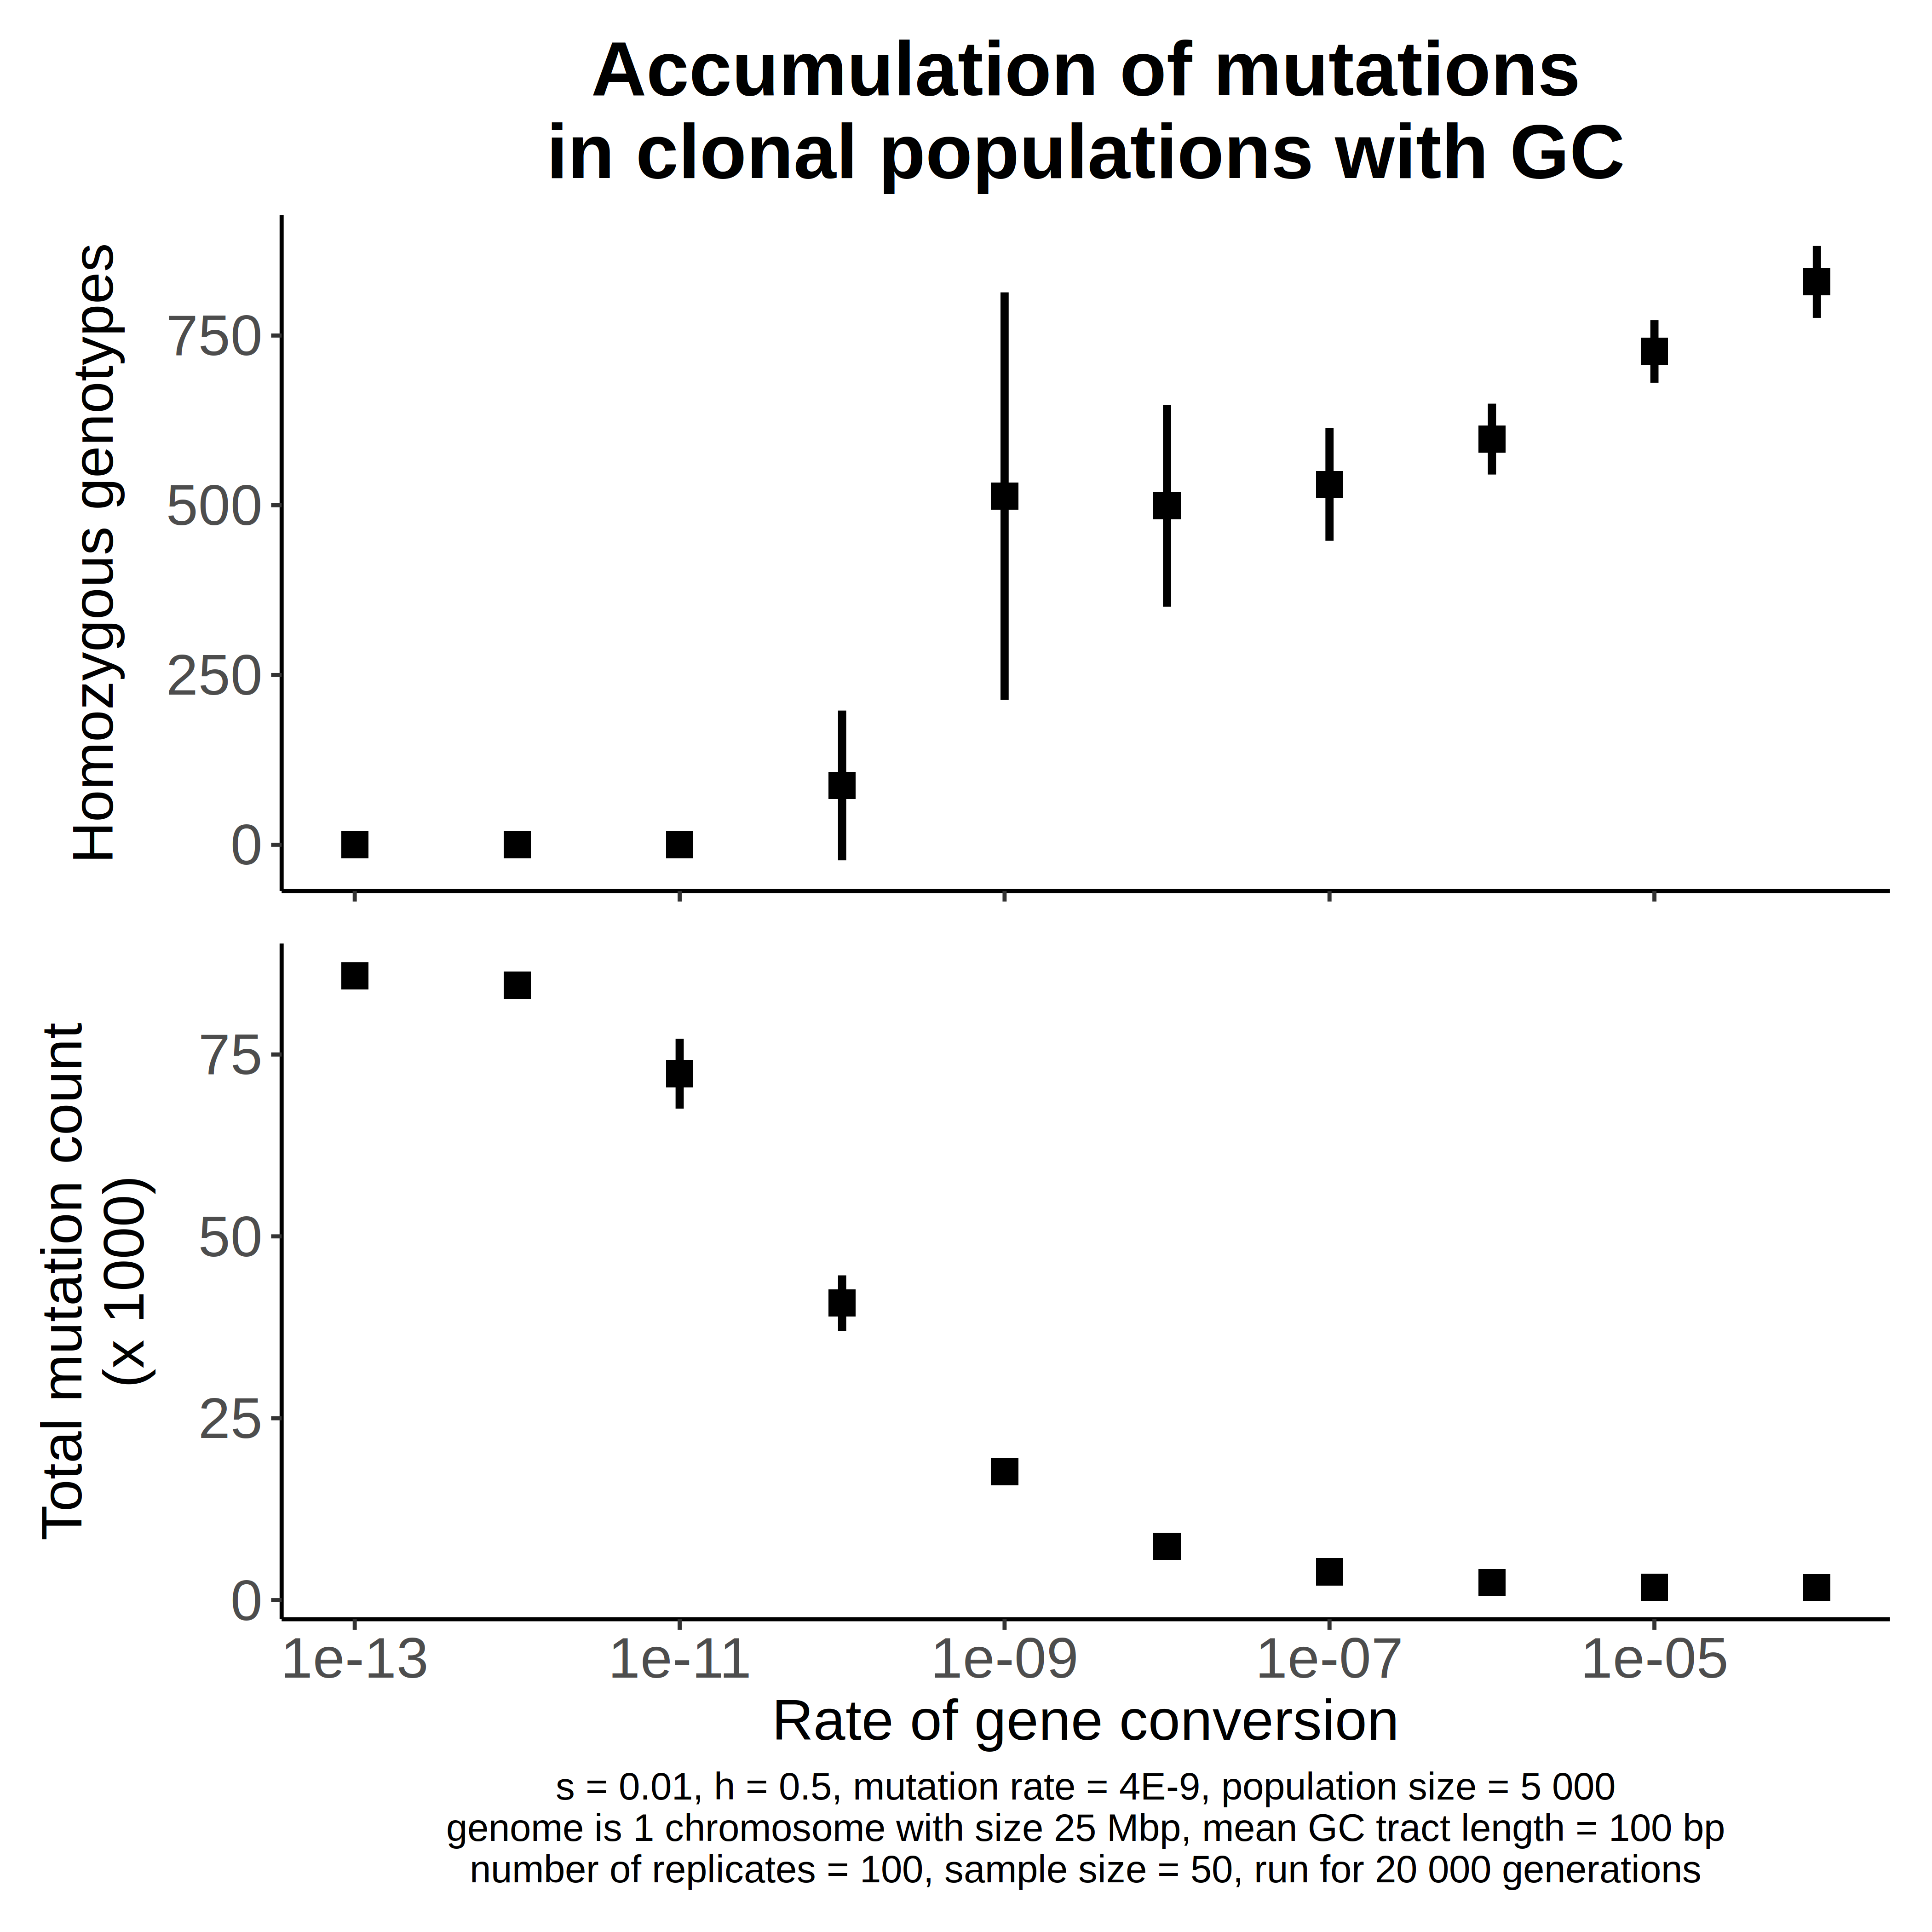 Accumulation of mutations
in clonal populations with GC
Homozygous genotypes
750
500
250
0
Total mutation count
(x 1000)
75
50
25
0
1e-13 1e-11 1e-09 1e-07 1e-05
Rate of gene conversion
s = 0.01, h = 0.5, mutation rate = 4E-9, population size = 5 000
genome is 1 chromosome with size 25 Mbp, mean GC tract length = 100 bp
number of replicates = 100, sample size = 50, run for 20 000 generations